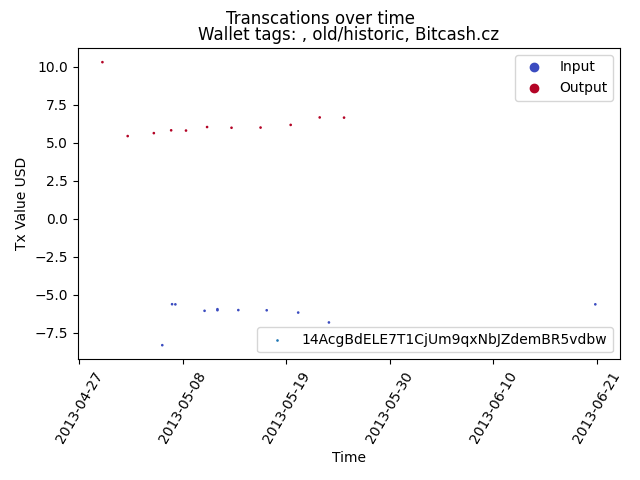 Transcations over time
Wallet tags: , old/historic, Bitcash.cz
Input
Output
10.0
7.5
5.0
2.5
0.0
−2.5
−5.0
−7.5
Tx Value USD
14AcgBdELE7T1CjUm9qxNbJZdemBR5vdbw
2013-04-27
2013-05-08
2013-05-19
2013-05-30
2013-06-10
2013-06-21
Time